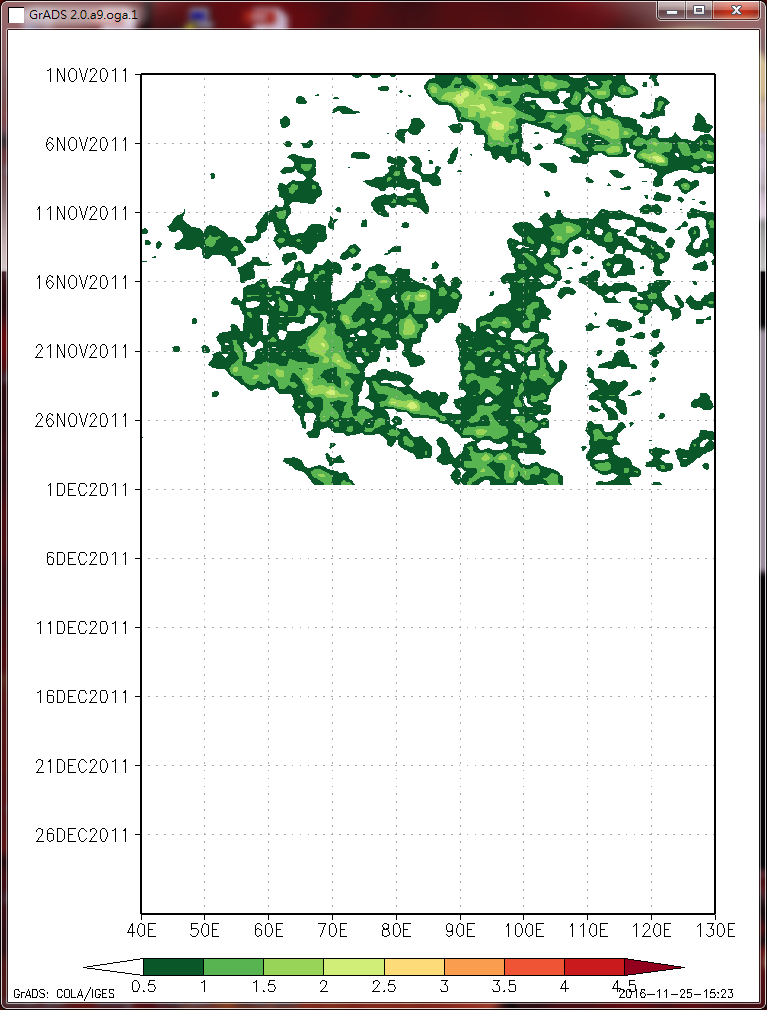 GrADS 2.0.a9.oga.1
1NOV2011
6NOV2011
11NOV2011
16NOV2011
21NOV2011
26NOV2011
1DEC2011
6DEC2011
11DEC2011
16DEC2011
21DEC2011
26DEC2011
40E 50E 60E 70E 80E 90E 100E 110E 120E 130E
0.5 1 1.5 2 2.5 3 3.5 4 4.5
GrADS: COLA/IGES 2016-11-25-15:23